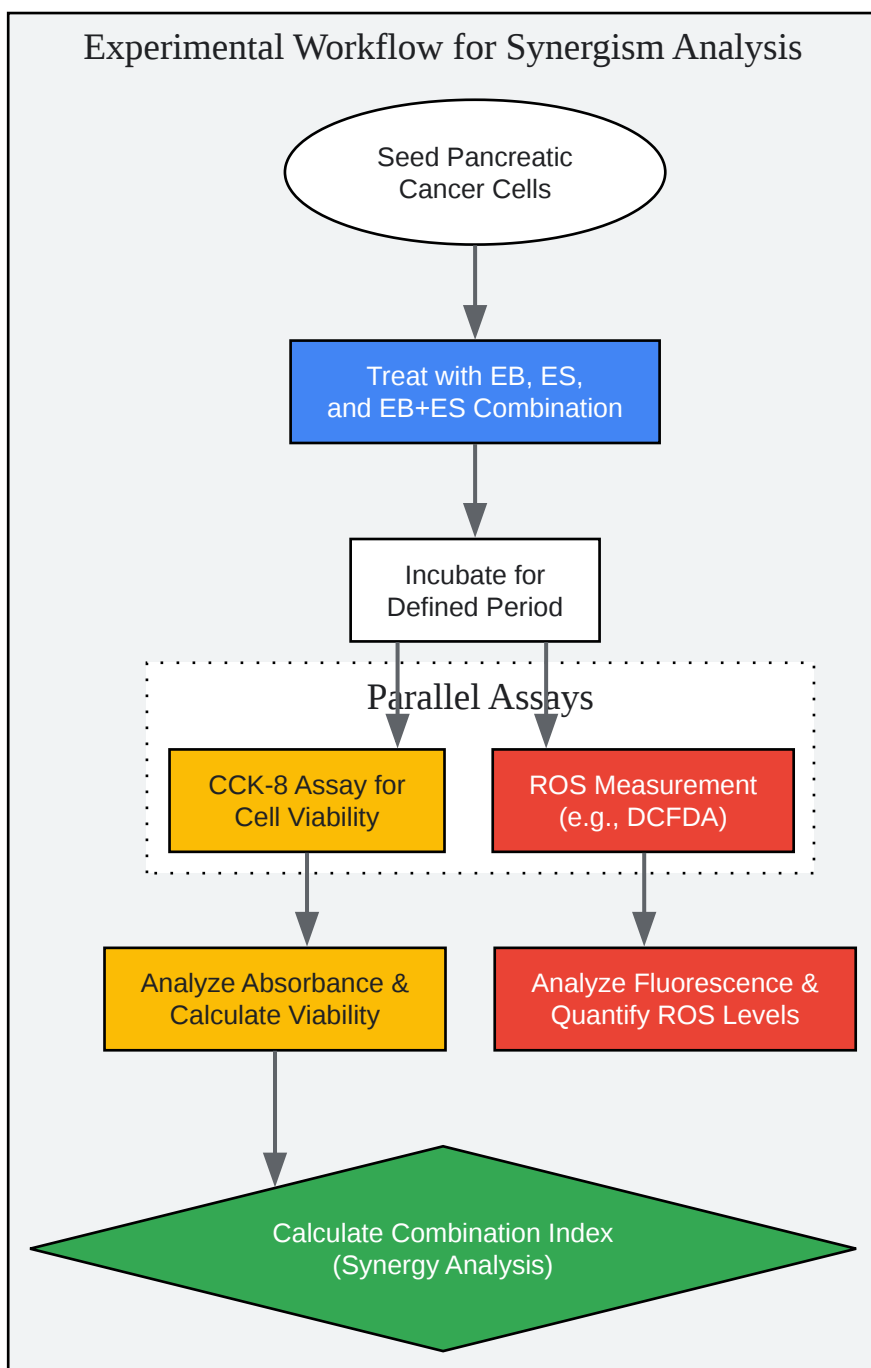 Experimental Workflow for Synergism Analysis
Seed Pancreatic
Cancer Cells
Treat with EB, ES,
and EB+ES Combination
Incubate for
Defined Period
Parallel Assays
CCK-8 Assay for
Cell Viability
ROS Measurement
(e.g., DCFDA)
Analyze Absorbance &
Calculate Viability
Analyze Fluorescence &
Quantify ROS Levels
Calculate Combination Index
(Synergy Analysis)